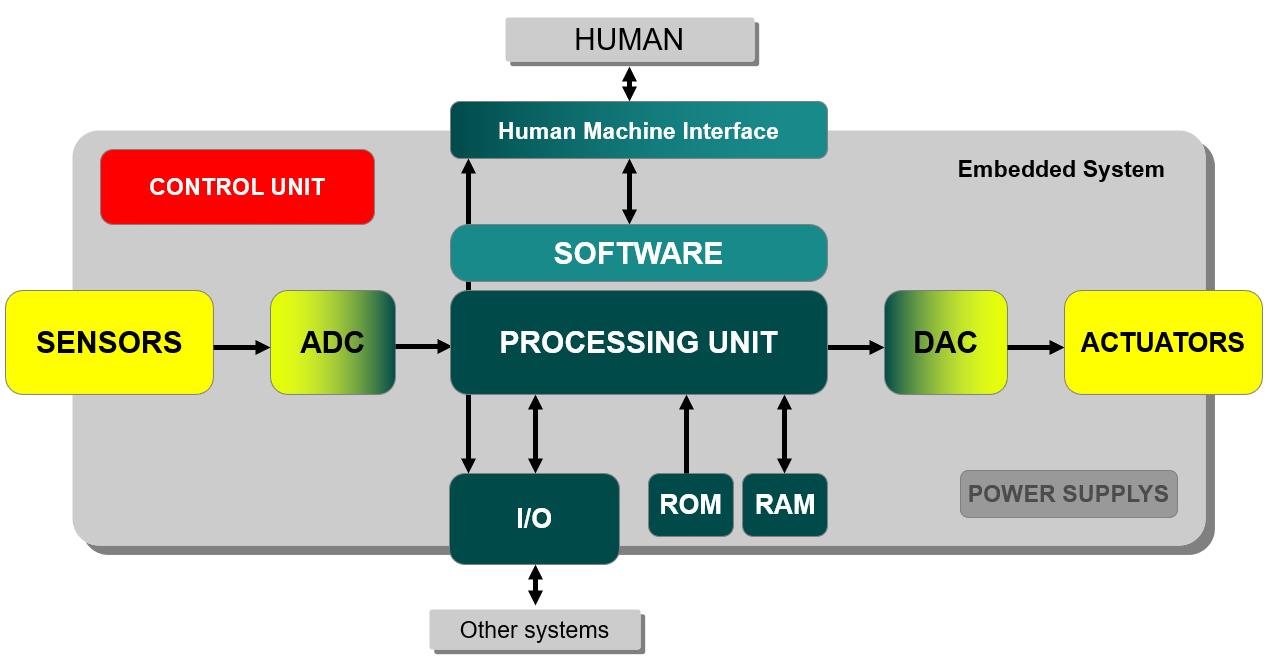 HUMAN
Human Machine Interface
Embedded System
CONTROL UNIT
SOFTWARE
SENSORS
ADC
PROCESSING UNIT
DAC
ACTUATORS
POWER SUPPLYS
I/O
ROM
RAM
Other systems